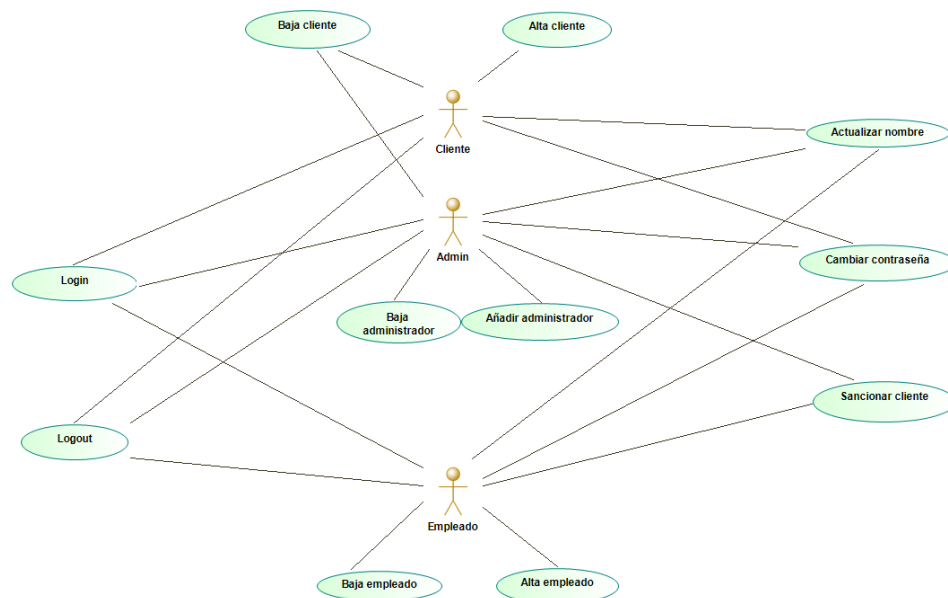 Baja cliente
Alta cliente
Cliente
Actualizar nombre
Admin
Cambiar contraseña
Login
Baja
administrador
Añadir administrador
Sancionar cliente
Logout
Empleado
Baja empleado
Alta empleado